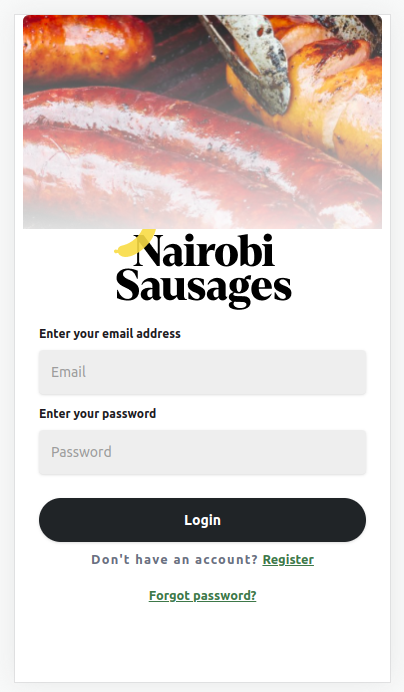 Nairobi
Sausages
Enter your email address
Email
Enter your password
Password
Login
Don't have an account? Register
Forgot password?